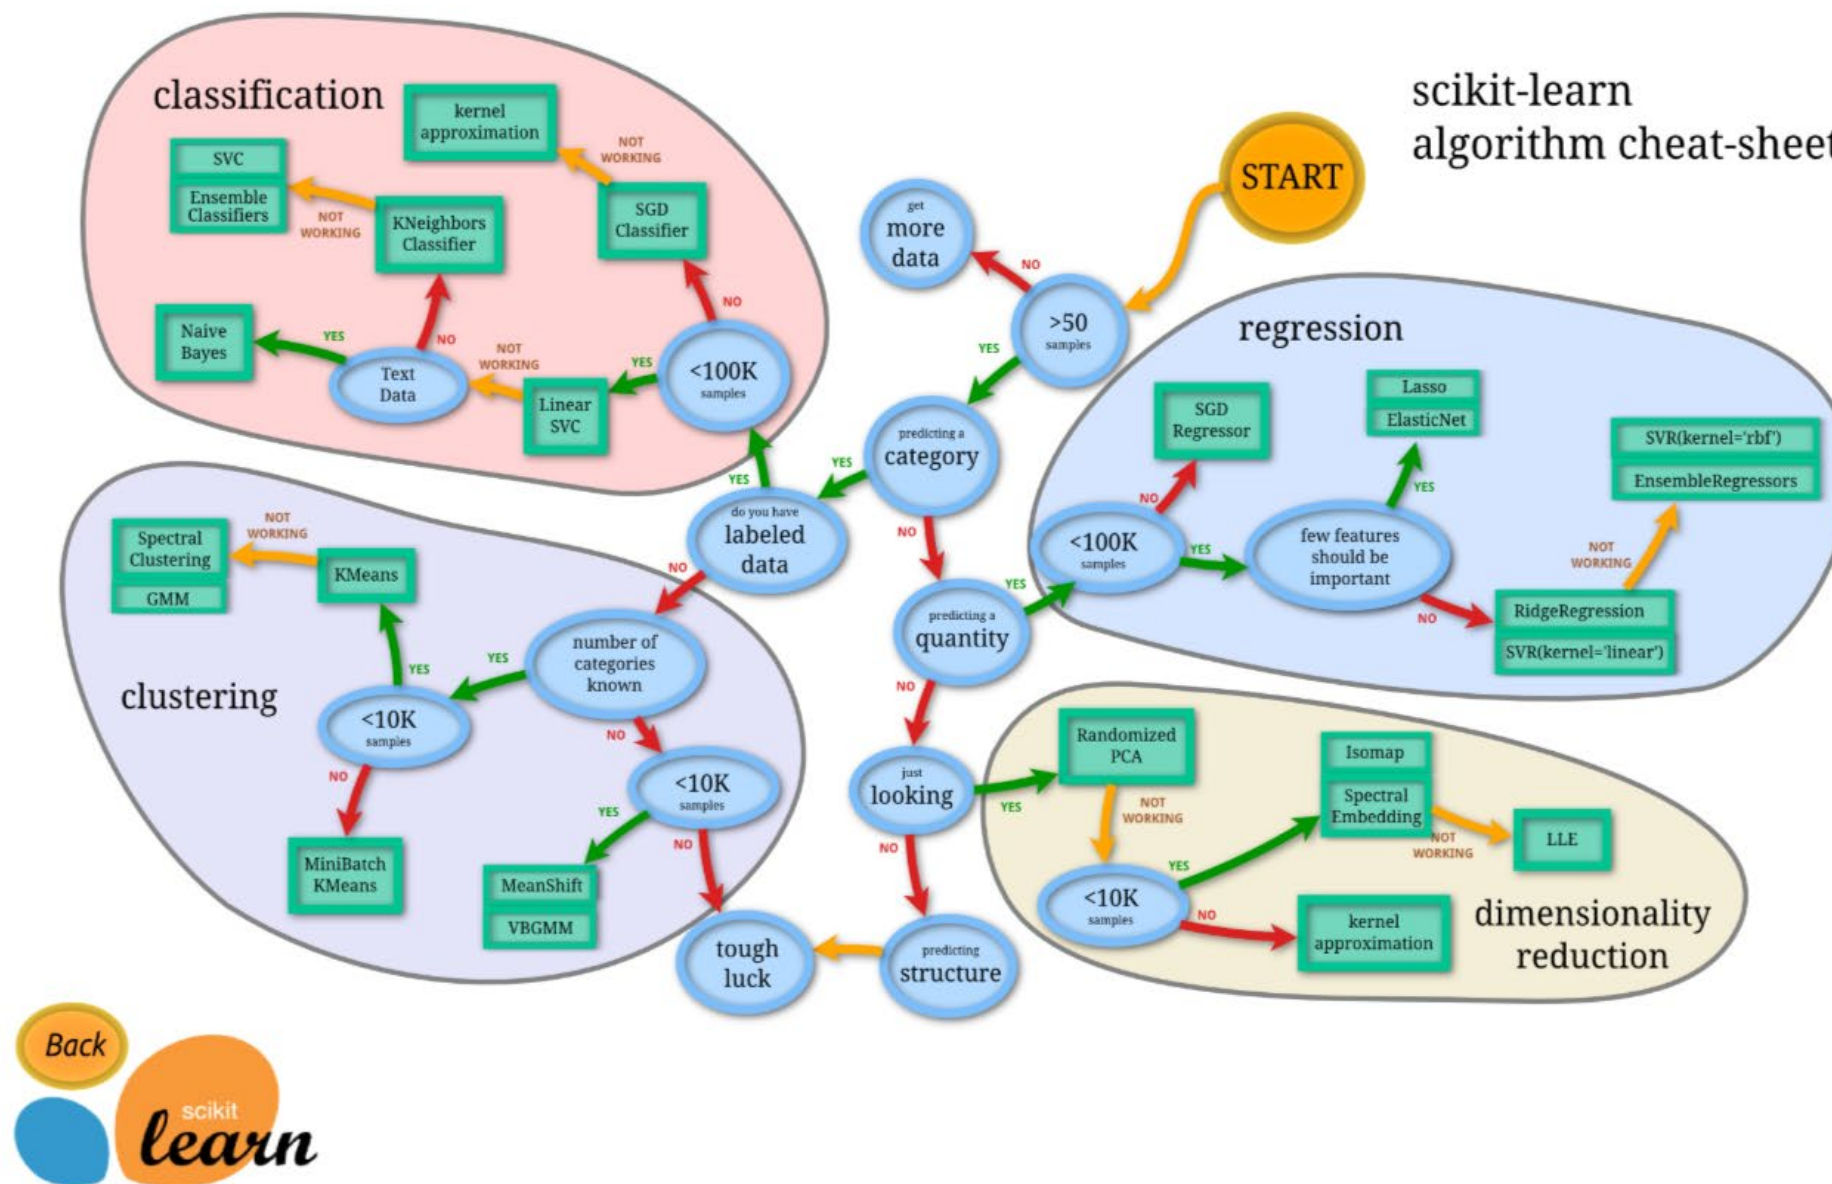 scikit-learn
algorithm cheat-sheet
START
get
more
data
NO
>50
samples
YES
predicting a
category
YES
NO
do you have
labeled
data
YES
NO
predicting a
quantity
YES
NO
just
looking
YES
NO
predicting
structure
tough
luck
classification
kernel
approximation
NOT
WORKING
SVC
Ensemble
Classifiers
NOT
WORKING
KNeighbors
Classifier
SGD
Classifier
NO
Naive
Bayes
YES
NO
Text
Data
NOT
WORKING
Linear
SVC
YES
<100K
samples
regression
SGD
Regressor
NO
Lasso
ElasticNet
YES
SVR(kernel='rbf')
EnsembleRegressors
NOT
WORKING
<100K
samples
YES
few features
should be
important
NO
RidgeRegression
SVR(kernel='linear')
clustering
Spectral
Clustering
GMM
NOT
WORKING
KMeans
YES
number of
categories
known
YES
NO
<10K
samples
NO
MiniBatch
KMeans
<10K
samples
YES
NO
MeanShift
VBGMM
Randomized
PCA
NOT
WORKING
<10K
samples
YES
NO
Isomap
Spectral
Embedding
NOT
WORKING
LLE
kernel
approximation
dimensionality
reduction
Back
scikit
learn